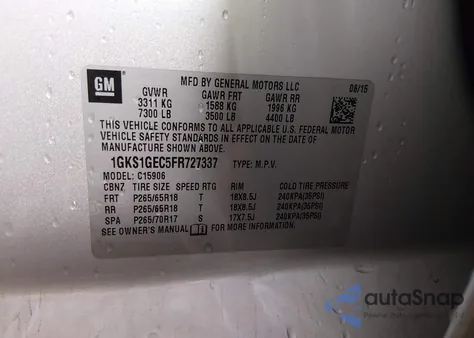 GM
MFD BY GENERAL MOTORS LLC
08/15
GVWR GAWR FRT GAWR RR
3311 KG 1588 KG 1996 KG
7300 LB 3500 LB 4400 LB
THIS VEHICLE CONFORMS TO ALL APPLICABLE U.S. FEDERAL MOTOR
VEHICLE SAFETY STANDARDS IN EFFECT ON THE DATE OF
MANUFACTURE SHOWN ABOVE.
1GKS1GEC5FR727337 TYPE: M.P.V.
MODEL: C15906
CBNZ TIRE SIZE SPEED RTG RIM COLD TIRE PRESSURE
FRT P265/65R18 T 18X8.5J 240KPA(35PSI)
RR P265/65R18 T 18X8.5J 240KPA(35PSI)
SPA P265/70R17 S 17X7.5J 240KPA(35PSI)
SEE OWNER'S MANUAL FOR MORE INFORMATION.
autoSnap